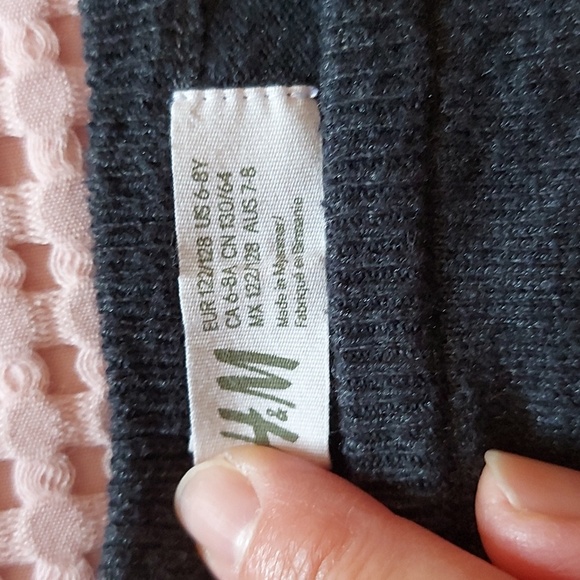 EUR 122/128 US 6-8Y
CA 6-8A CN 130/64
MX 122/128 AUS 7-8
Made in Myanmar/
Fabriqué en Birmanie
H&M